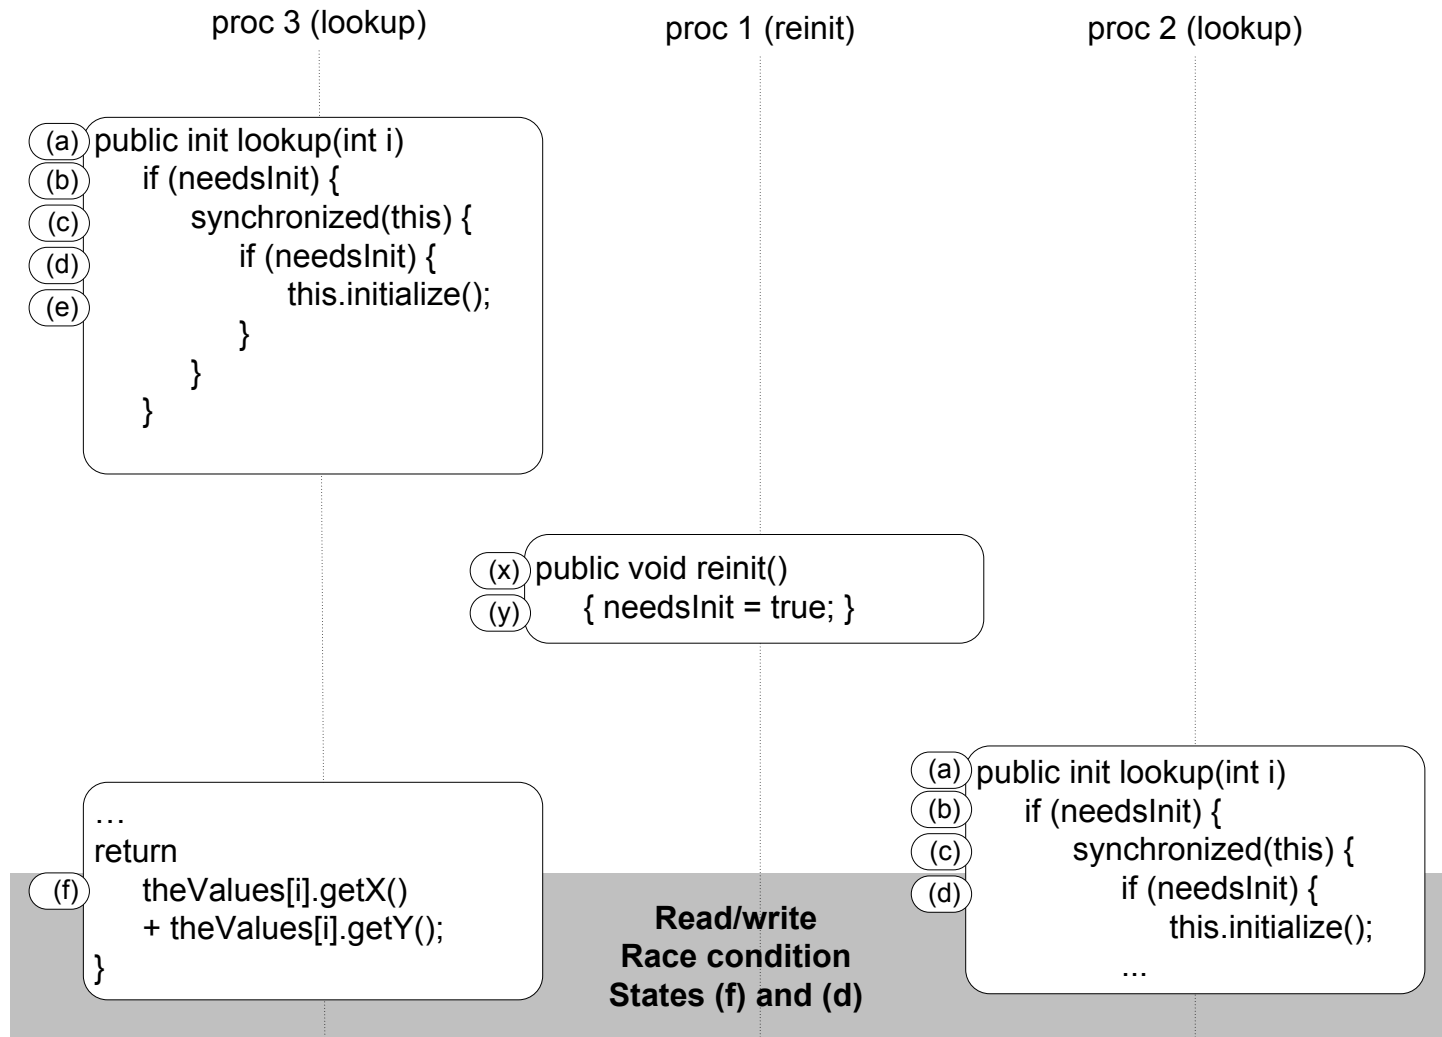 proc 3 (lookup)
proc 1 (reinit)
proc 2 (lookup)
(a) public init lookup(int i)
(b) if (needsInit) {
(c) synchronized(this) {
(d) if (needsInit) {
(e) this.initialize();
}
}
}
(x) public void reinit()
(y) { needsInit = true; }
…
return
(f) theValues[i].getX()
+ theValues[i].getY();
}
Read/write
Race condition
States (f) and (d)
(a) public init lookup(int i)
(b) if (needsInit) {
(c) synchronized(this) {
(d) if (needsInit) {
this.initialize();
...